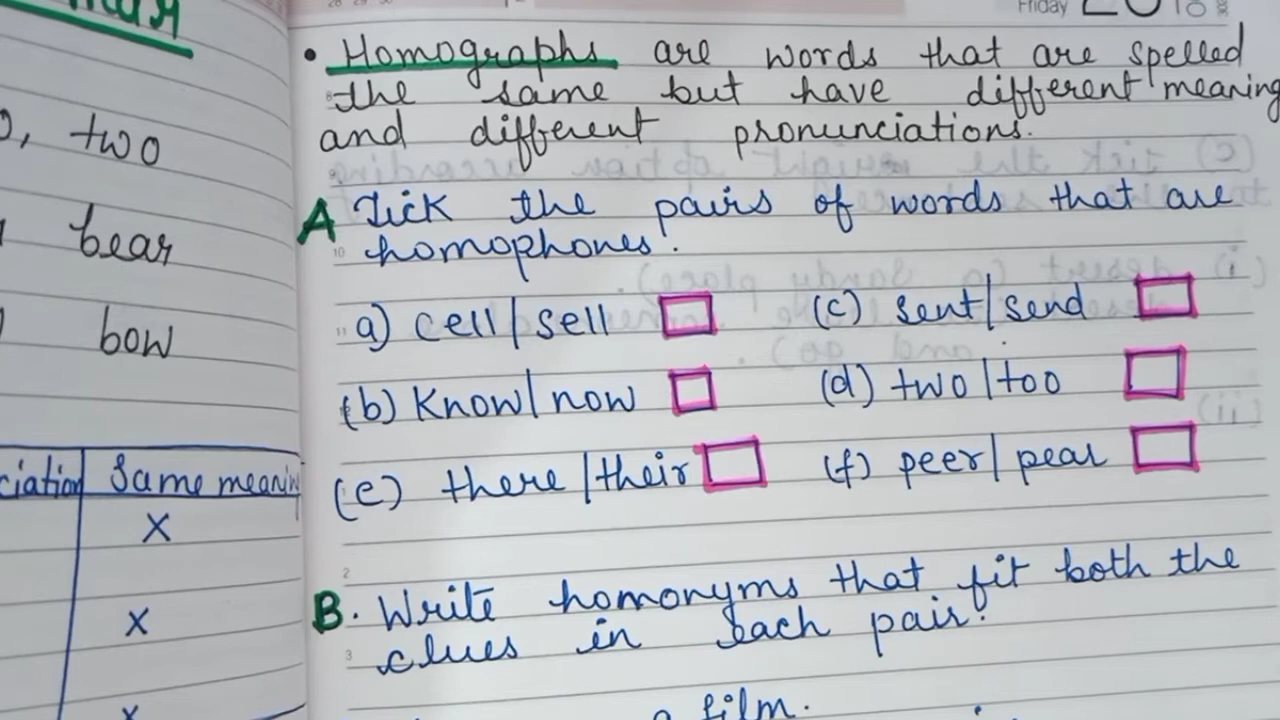 two
bear
bow
Same meaning
X
X
X
Friday
• Homographs are words that are spelled
the same but have different meaning
and different pronunciations.
A Tick the pairs of words that are
homophones.
a) cell/sell
(c) sent/send
(b) Know/now
(d) two/too
(e) there/their
(f) peer/pear
B. Write homonyms that fit both the
clues in each pair.
a film.